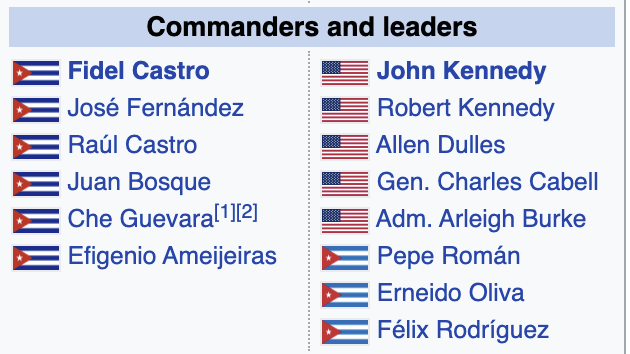 Commanders and leaders
Fidel Castro
José Fernández
Raúl Castro
Juan Bosque
Che Guevara[1][2]
Efigenio Ameijeiras
John Kennedy
Robert Kennedy
Allen Dulles
Gen. Charles Cabell
Adm. Arleigh Burke
Pepe Román
Erneido Oliva
Félix Rodríguez